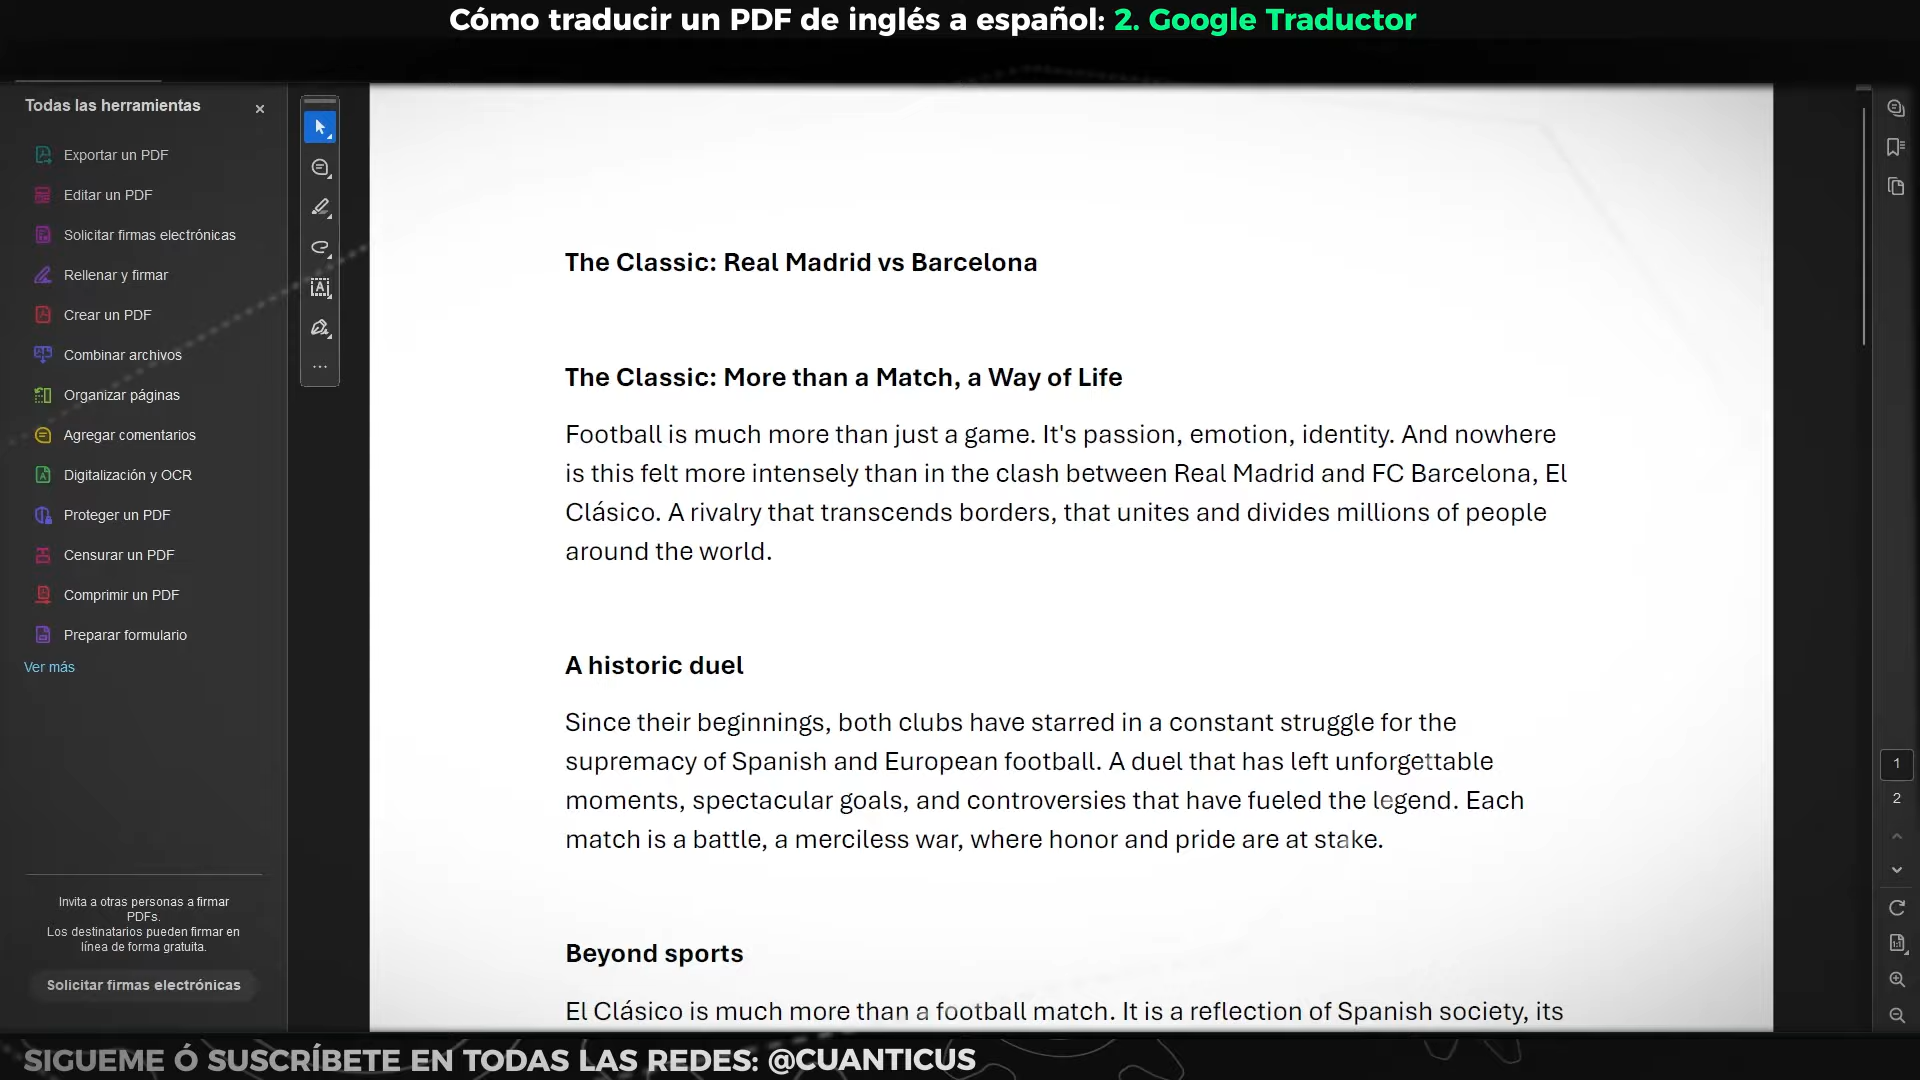 Cómo traducir un PDF de inglés a español: 2. Google Traductor
Todas las herramientas
Exportar un PDF
Editar un PDF
Solicitar firmas electrónicas
Rellenar y firmar
Crear un PDF
Combinar archivos
Organizar páginas
Agregar comentarios
Digitalización y OCR
Proteger un PDF
Censurar un PDF
Comprimir un PDF
Preparar formulario
Ver más
Invita a otras personas a firmar
PDFs.
Los destinatarios pueden firmar en
línea de forma gratuita.
Solicitar firmas electrónicas
The Classic: Real Madrid vs Barcelona
The Classic: More than a Match, a Way of Life
Football is much more than just a game. It's passion, emotion, identity. And nowhere
is this felt more intensely than in the clash between Real Madrid and FC Barcelona, El
Clásico. A rivalry that transcends borders, that unites and divides millions of people
around the world.
A historic duel
Since their beginnings, both clubs have starred in a constant struggle for the
supremacy of Spanish and European football. A duel that has left unforgettable
moments, spectacular goals, and controversies that have fueled the legend. Each
match is a battle, a merciless war, where honor and pride are at stake.
Beyond sports
El Clásico is much more than a football match. It is a reflection of Spanish society, its
1
2
SIGUEME Ó SUSCRÍBETE EN TODAS LAS REDES: @CUANTICUS